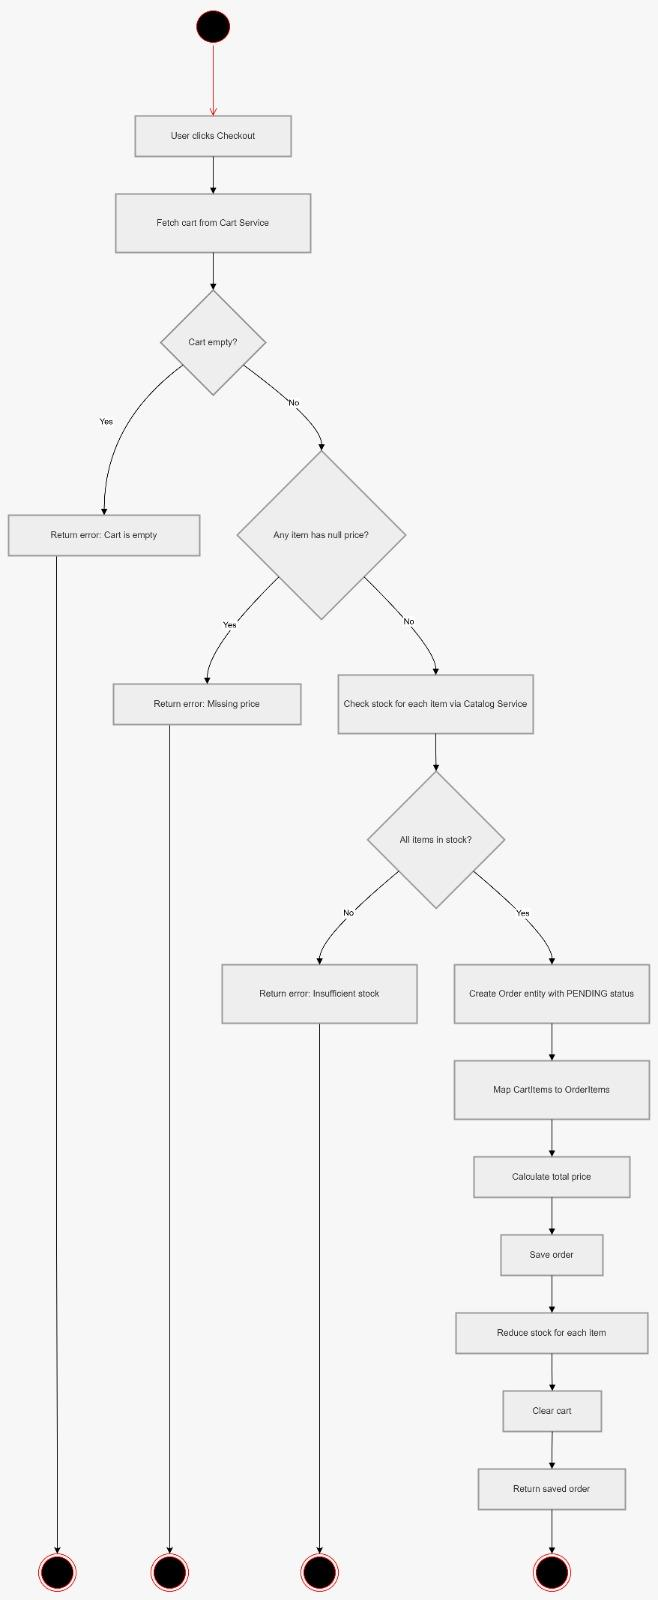 User clicks Checkout
Fetch cart from Cart Service
Cart empty?
Yes
No
Return error: Cart is empty
Any item has null price?
Yes
No
Return error: Missing price
Check stock for each item via Catalog Service
All items in stock?
No
Yes
Return error: Insufficient stock
Create Order entity with PENDING status
Map CartItems to OrderItems
Calculate total price
Save order
Reduce stock for each item
Clear cart
Return saved order